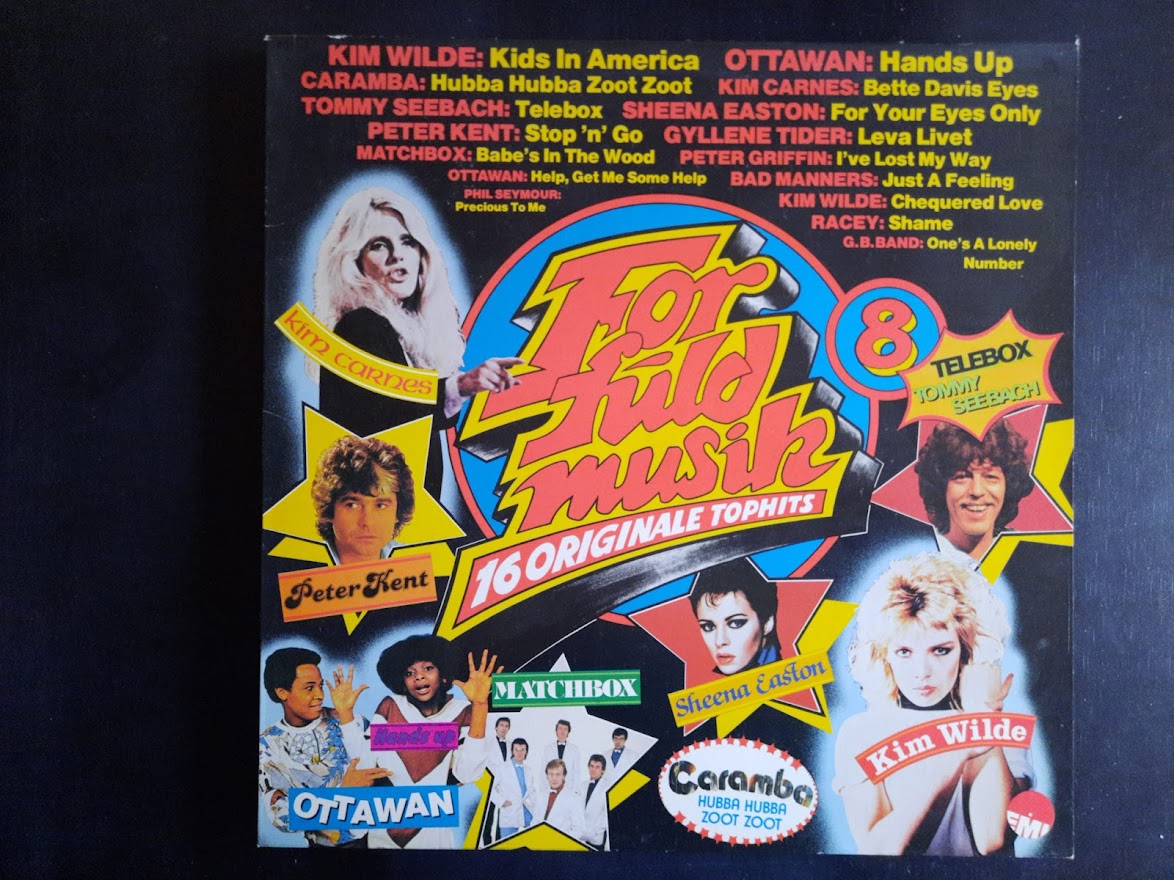 KIM WILDE: Kids In America OTTAWAN: Hands Up
CARAMBA: Hubba Hubba Zoot Zoot KIM CARNES: Bette Davis Eyes
TOMMY SEEBACH: Telebox SHEENA EASTON: For Your Eyes Only
PETER KENT: Stop 'n' Go GYLLENE TIDER: Leva Livet
MATCHBOX: Babe's In The Wood PETER GRIFFIN: I've Lost My Way
OTTAWAN: Help, Get Me Some Help BAD MANNERS: Just A Feeling
PHIL SEYMOUR:
Precious To Me
KIM WILDE: Chequered Love
RACEY: Shame
G.B.BAND: One's A Lonely
Number
For
fuld
musik
16 ORIGINALE TOPHITS
8
TELEBOX
TOMMY
SEEBACH
kim carnes
Peter Kent
Hands up
OTTAWAN
MATCHBOX
Sheena Easton
Caramba
HUBBA HUBBA
ZOOT ZOOT
Kim Wilde
EMI